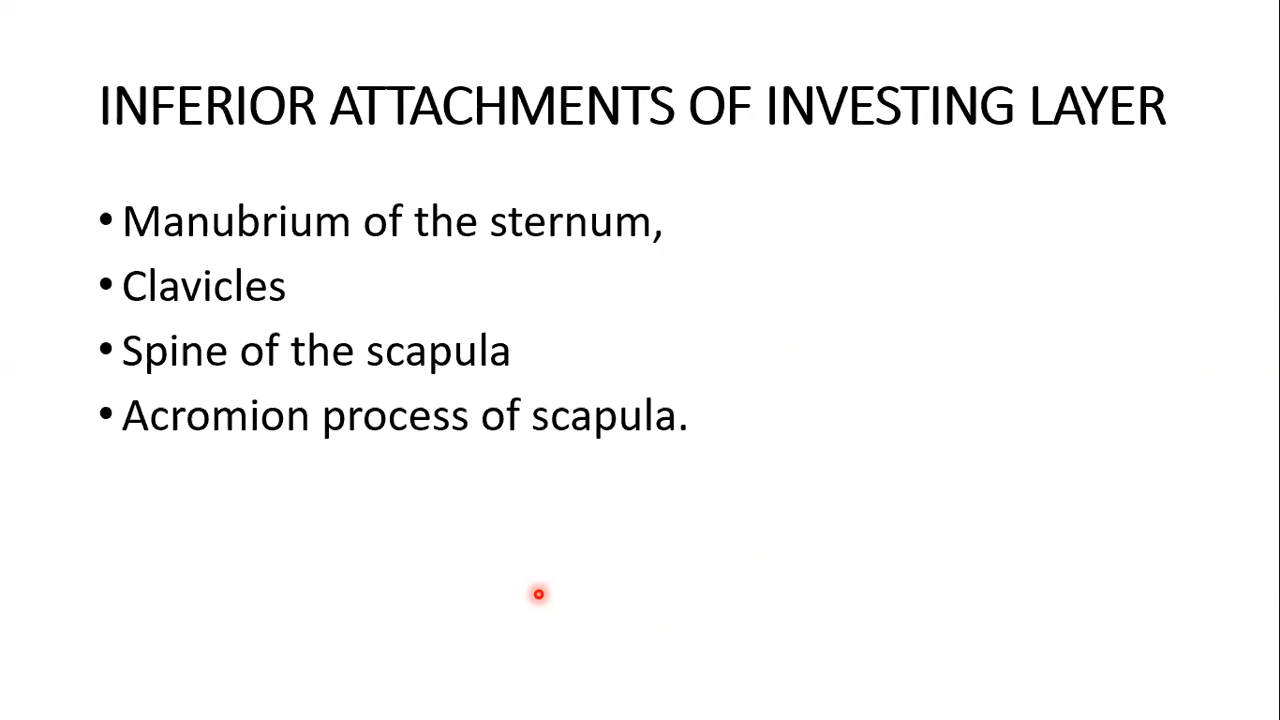 INFERIOR ATTACHMENTS OF INVESTING LAYER
• Manubrium of the sternum,
• Clavicles
• Spine of the scapula
• Acromion process of scapula.